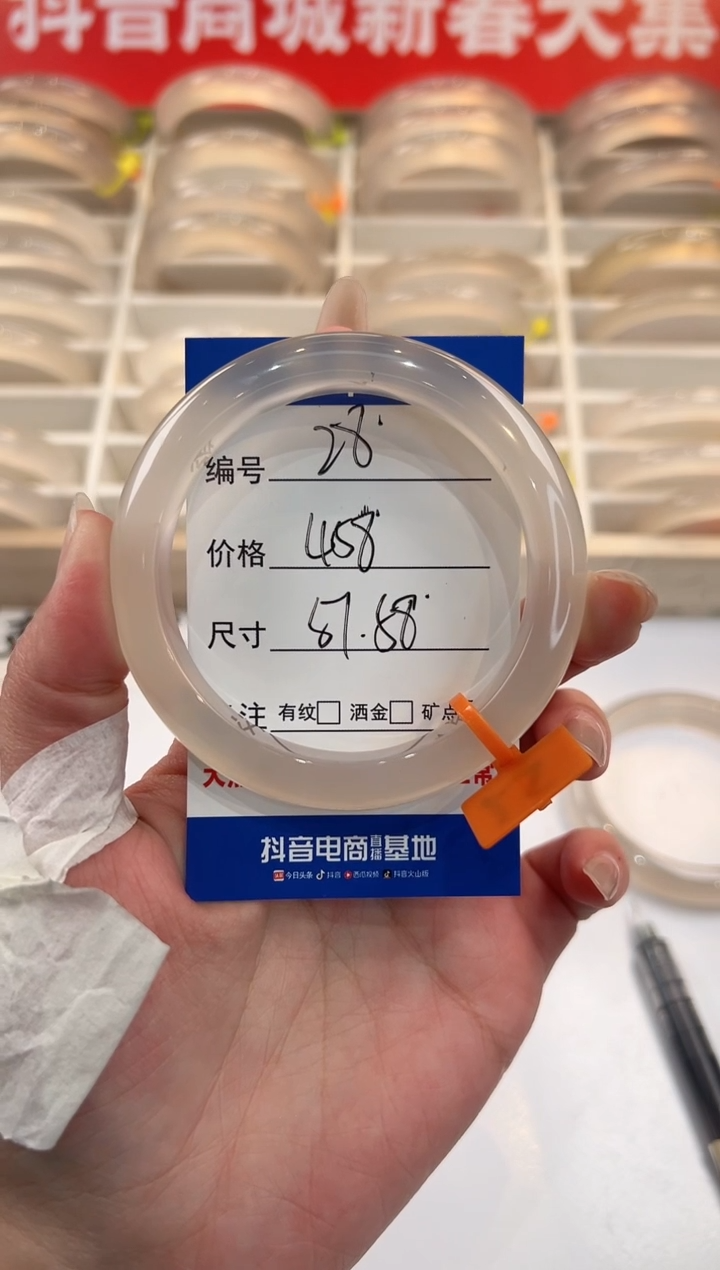 抖音商城新春大集
编号 28
价格 458
尺寸 57.58
注 有纹□ 洒金□ 矿点
抖音电商直播基地
今日头条 抖音 西瓜视频 抖音火山版